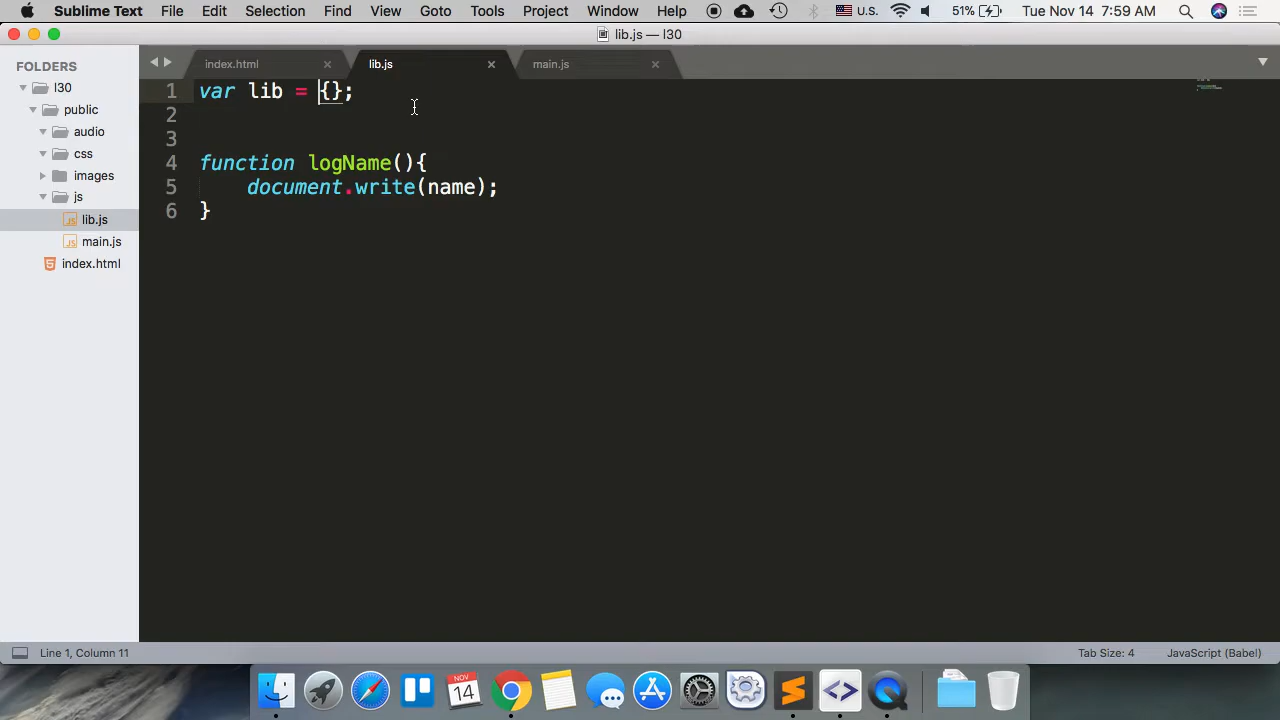 Sublime Text File Edit Selection Find View Goto Tools Project Window Help U.S. 51% Tue Nov 14 7:59 AM
lib.js — l30
FOLDERS
l30
public
audio
css
images
js
lib.js
main.js
index.html
index.html × lib.js × main.js ×
1 var lib = {};
2
3
4 function logName(){
5 document.write(name);
6 }
Line 1, Column 11 Tab Size: 4 JavaScript (Babel)
NOV
14